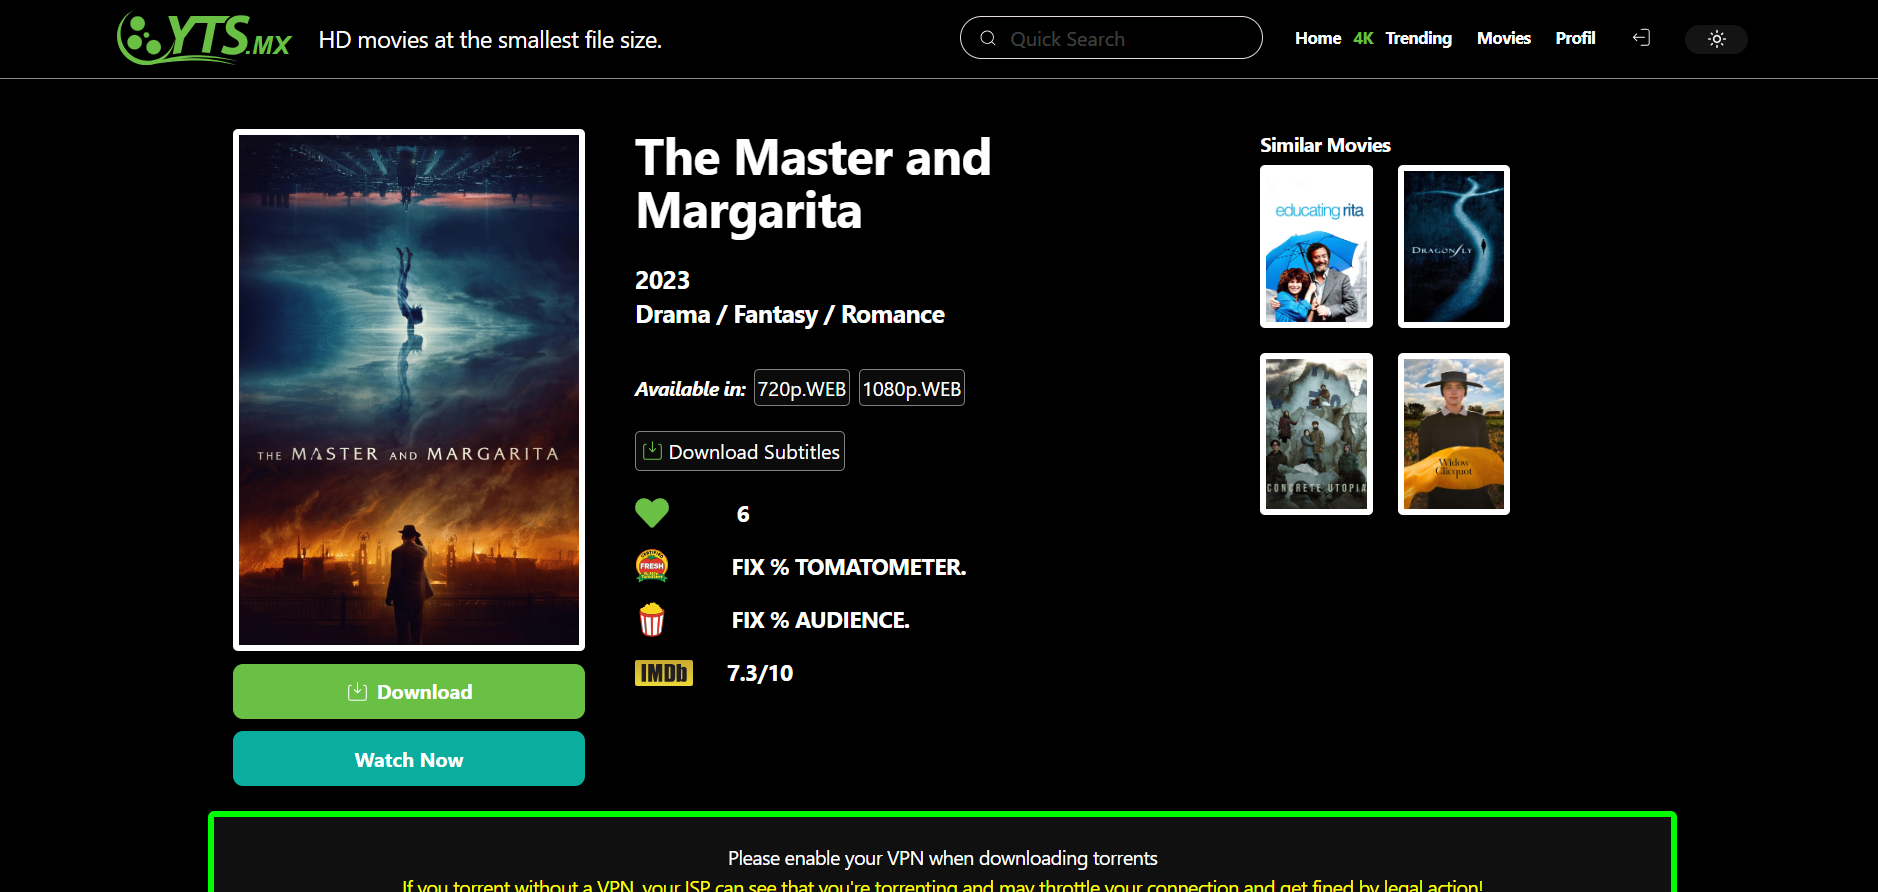 YTS.MX
HD movies at the smallest file size.
Quick Search
Home 4K Trending Movies Profil
THE MASTER AND MARGARITA
Download
Watch Now
The Master and
Margarita
2023
Drama / Fantasy / Romance
Available in: 720p.WEB 1080p.WEB
Download Subtitles
6
CERTIFIED
FRESH
FIX % TOMATOMETER.
FIX % AUDIENCE.
IMDb 7.3/10
Similar Movies
educating rita
DRAGONFLY
CONCRETE UTOPIA
Widow
Clicquot
Please enable your VPN when downloading torrents
If you torrent without a VPN, your ISP can see that you're torrenting and may throttle your connection and get fined by legal action!